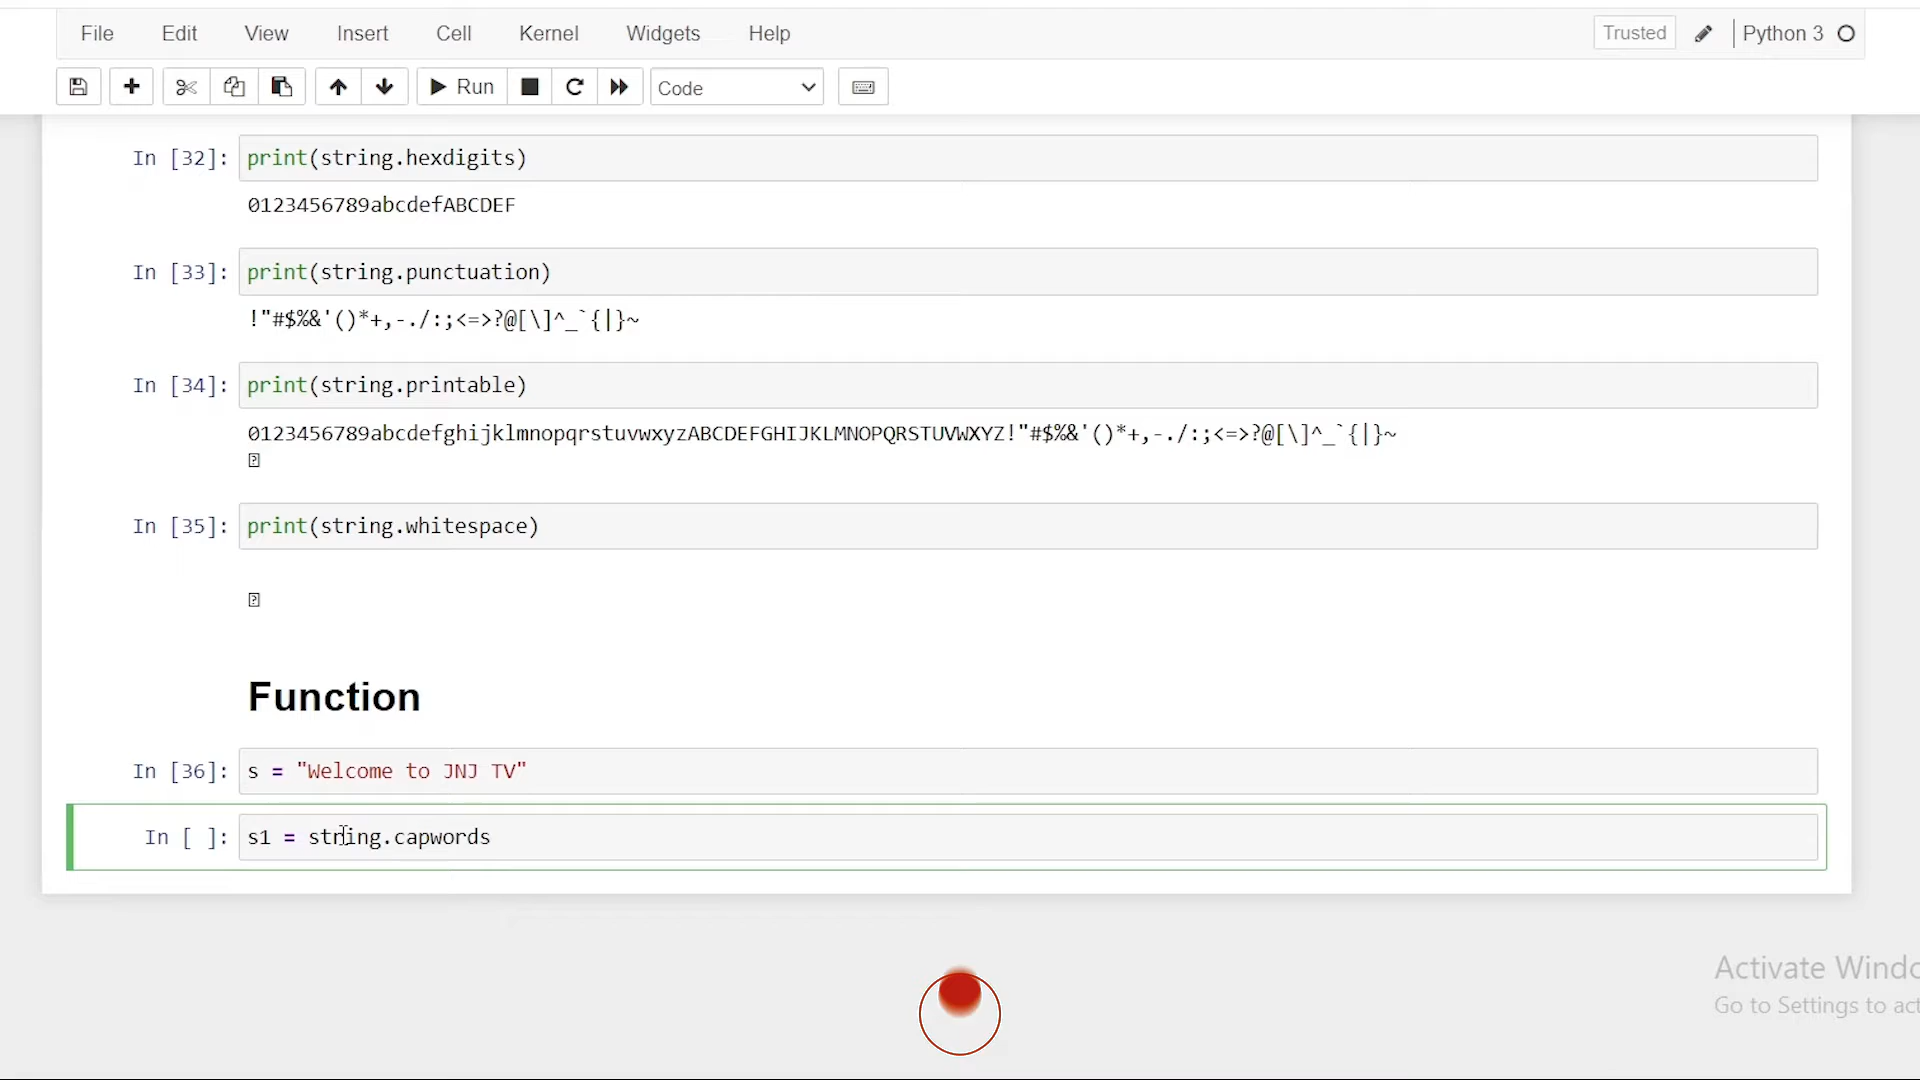 File Edit View Insert Cell Kernel Widgets Help Trusted Python 3
Run Code
In [32]: print(string.hexdigits)
0123456789abcdefABCDEF
In [33]: print(string.punctuation)
!"#$%&'()*+,-./:;<=>?@[\]^_`{|}~
In [34]: print(string.printable)
0123456789abcdefghijklmnopqrstuvwxyzABCDEFGHIJKLMNOPQRSTUVWXYZ!"#$%&'()*+,-./:;<=>?@[\]^_`{|}~
In [35]: print(string.whitespace)
Function
In [36]: s = "Welcome to JNJ TV"
In [ ]: s1 = string.capwords
Activate Windo
Go to Settings to act